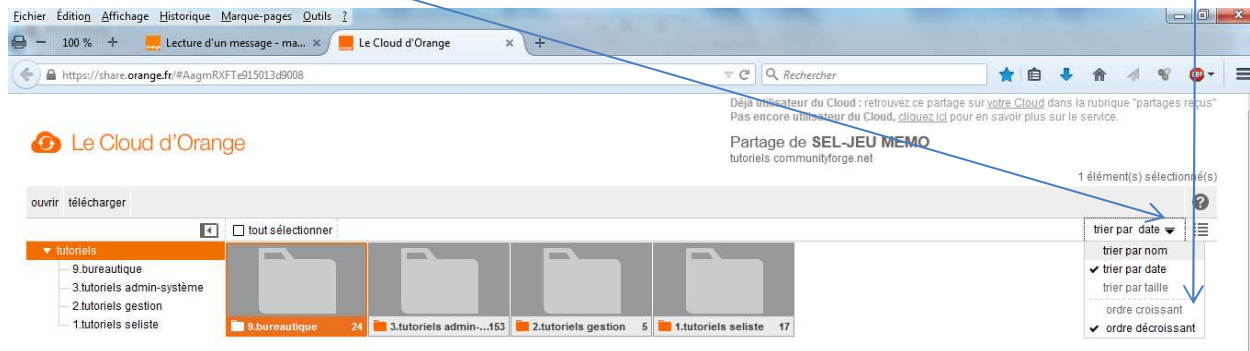 Fichier Édition Affichage Historique Marque-pages Outils ?
100 % Lecture d'un message - ma... Le Cloud d'Orange
https://share.orange.fr/#AagmRXFTe915013d9008 Rechercher ABP
Déjà utilisateur du Cloud : retrouvez ce partage sur votre Cloud dans la rubrique "partages reçus"
Pas encore utilisateur du Cloud, cliquez ici pour en savoir plus sur le service.
Le Cloud d'Orange
Partage de SEL-JEU MEMO
tutoriels communityforge.net
1 élément(s) sélectionné(s)
ouvrir télécharger ?
tout sélectionner trier par date
tutoriels
9.bureautique
3.tutoriels admin-système
2.tutoriels gestion
1.tutoriels seliste
9.bureautique 24
3.tutoriels admin-...153
2.tutoriels gestion 5
1.tutoriels seliste 17
trier par nom
trier par date
trier par taille
ordre croissant
ordre décroissant